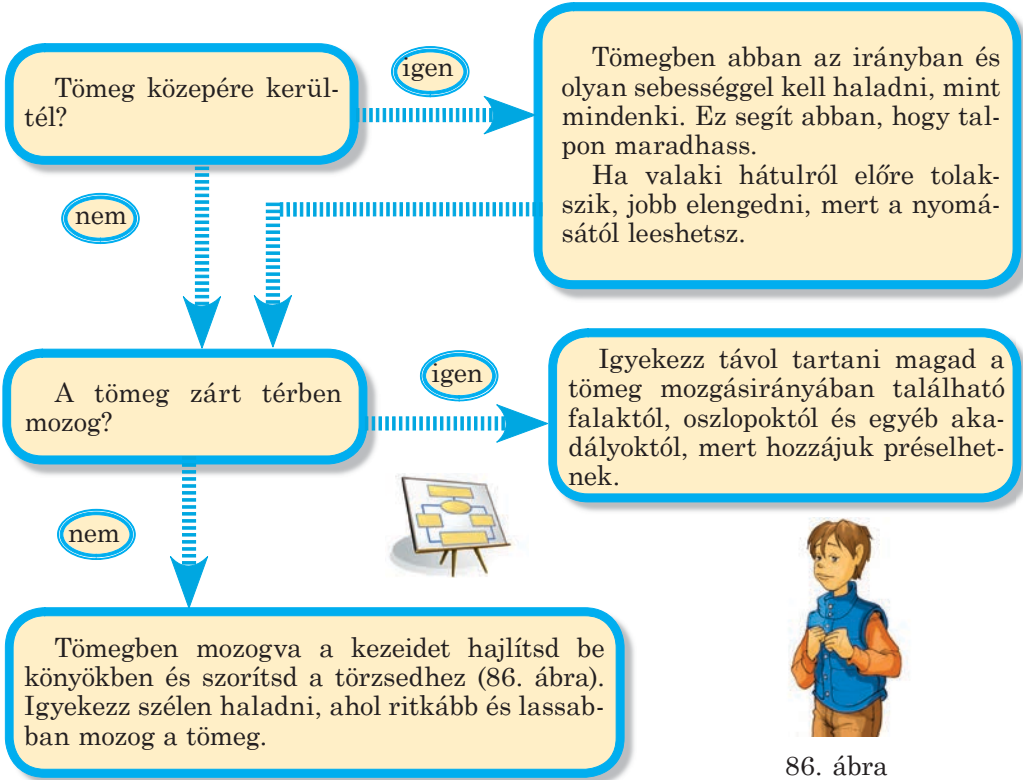 Tömeg közepére kerül-
tél?
igen
Tömegben abban az irányban és
olyan sebességgel kell haladni, mint
mindenki. Ez segít abban, hogy tal-
pon maradhass.
Ha valaki hátulról előre tolak-
szik, jobb elengedni, mert a nyomá-
sától leeshetsz.
nem
A tömeg zárt térben
mozog?
igen
Igyekezz távol tartani magad a
tömeg mozgásirányában található
falaktól, oszlopoktól és egyéb aka-
dályoktól, mert hozzájuk préselhet-
nek.
nem
Tömegben mozogva a kezeidet hajlítsd be
könyökben és szorítsd a törzsedhez (86. ábra).
Igyekezz szélen haladni, ahol ritkább és lassab-
ban mozog a tömeg.
86. ábra